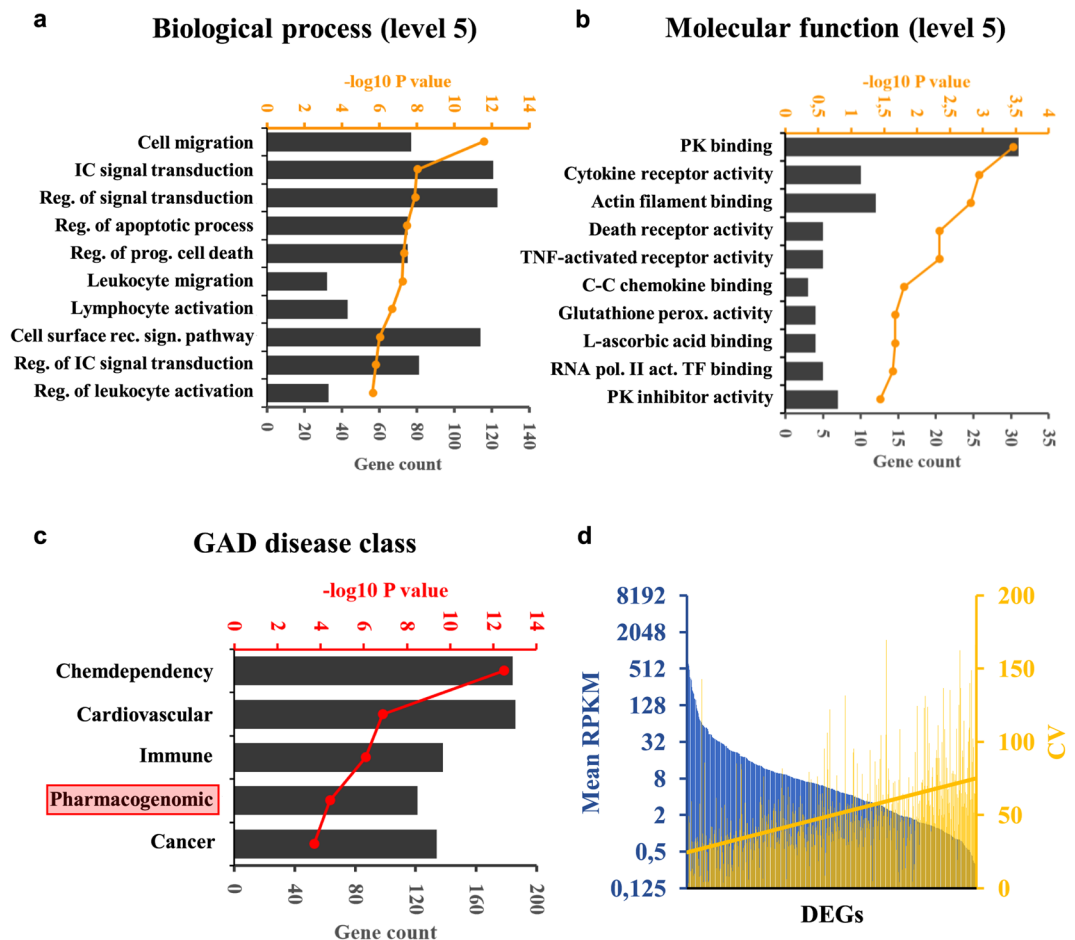 a
Biological process (level 5)
-log10 P value
0 2 4 6 8 10 12 14
Cell migration
IC signal transduction
Reg. of signal transduction
Reg. of apoptotic process
Reg. of prog. cell death
Leukocyte migration
Lymphocyte activation
Cell surface rec. sign. pathway
Reg. of IC signal transduction
Reg. of leukocyte activation
0 20 40 60 80 100 120 140
Gene count
b
Molecular function (level 5)
-log10 P value
0 0,5 1 1,5 2 2,5 3 3,5 4
PK binding
Cytokine receptor activity
Actin filament binding
Death receptor activity
TNF-activated receptor activity
C-C chemokine binding
Glutathione perox. activity
L-ascorbic acid binding
RNA pol. II act. TF binding
PK inhibitor activity
0 5 10 15 20 25 30 35
Gene count
c
GAD disease class
-log10 P value
0 2 4 6 8 10 12 14
Chemdependency
Cardiovascular
Immune
Pharmacogenomic
Cancer
0 40 80 120 160 200
Gene count
d
Mean RPKM
8192
2048
512
128
32
8
2
0,5
0,125
200
150
100
50
0
CV
DEGs